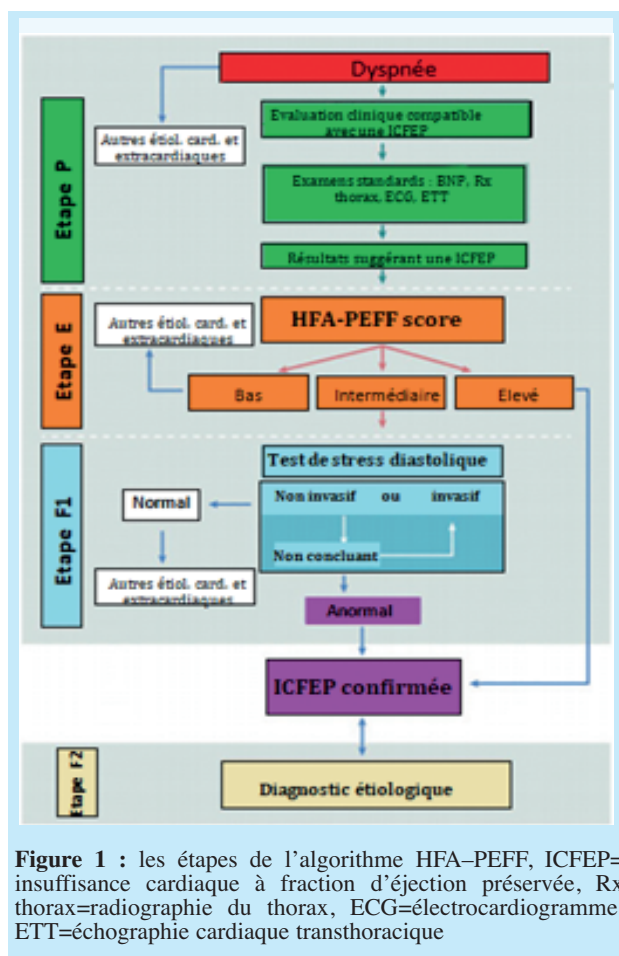 Dyspnée
Etape P
Evaluation clinique compatible
avec une ICFEP
Autres étiol. card. et
extracardiaques
Examens standards : BNP, Rx
thorax, ECG, ETT
Résultats suggérant une ICFEP
Etape E
Autres étiol. card. et
extracardiaques
HFA-PEFF score
Bas
Intermédiaire
Elevé
Etape F1
Test de stress diastolique
Non invasif ou invasif
Normal
Non concluant
Autres étiol. card. et
extracardiaques
Anormal
ICFEP confirmée
Etape F2
Diagnostic étiologique
Figure 1 : les étapes de l’algorithme HFA–PEFF, ICFEP=
insuffisance cardiaque à fraction d’éjection préservée, Rx
thorax=radiographie du thorax, ECG=électrocardiogramme
ETT=échographie cardiaque transthoracique